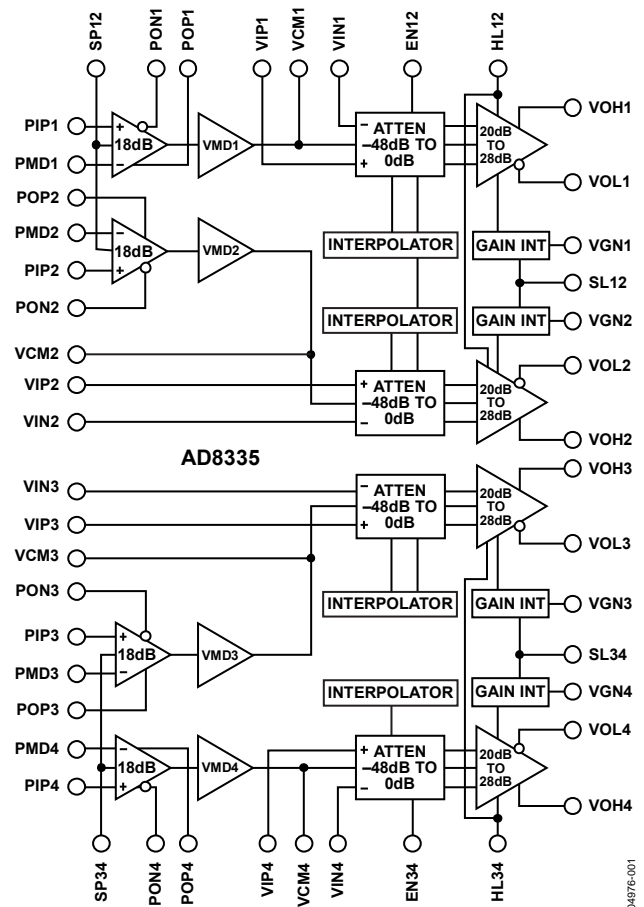 SP12
PON1
POP1
VIP1
VCM1
VIN1
EN12
HL12
PIP1
PMD1
POP2
PMD2
PIP2
PON2
VCM2
VIP2
VIN2
+
18dB
–
VMD1
–
ATTEN
–48dB TO
0dB
+
20dB
TO
28dB
VOH1
VOL1
–
18dB
+
VMD2
INTERPOLATOR
GAIN INT
VGN1
SL12
INTERPOLATOR
GAIN INT
VGN2
+
ATTEN
–48dB TO
0dB
–
20dB
TO
28dB
VOL2
VOH2
AD8335
VIN3
VIP3
VCM3
PON3
PIP3
PMD3
POP3
PMD4
PIP4
–
ATTEN
–48dB TO
0dB
+
20dB
TO
28dB
VOH3
VOL3
INTERPOLATOR
GAIN INT
VGN3
+
18dB
–
VMD3
SL34
INTERPOLATOR
GAIN INT
VGN4
–
18dB
+
VMD4
+
ATTEN
–48dB TO
0dB
–
20dB
TO
28dB
VOL4
VOH4
SP34
PON4
POP4
VIP4
VCM4
VIN4
EN34
HL34
04976-001